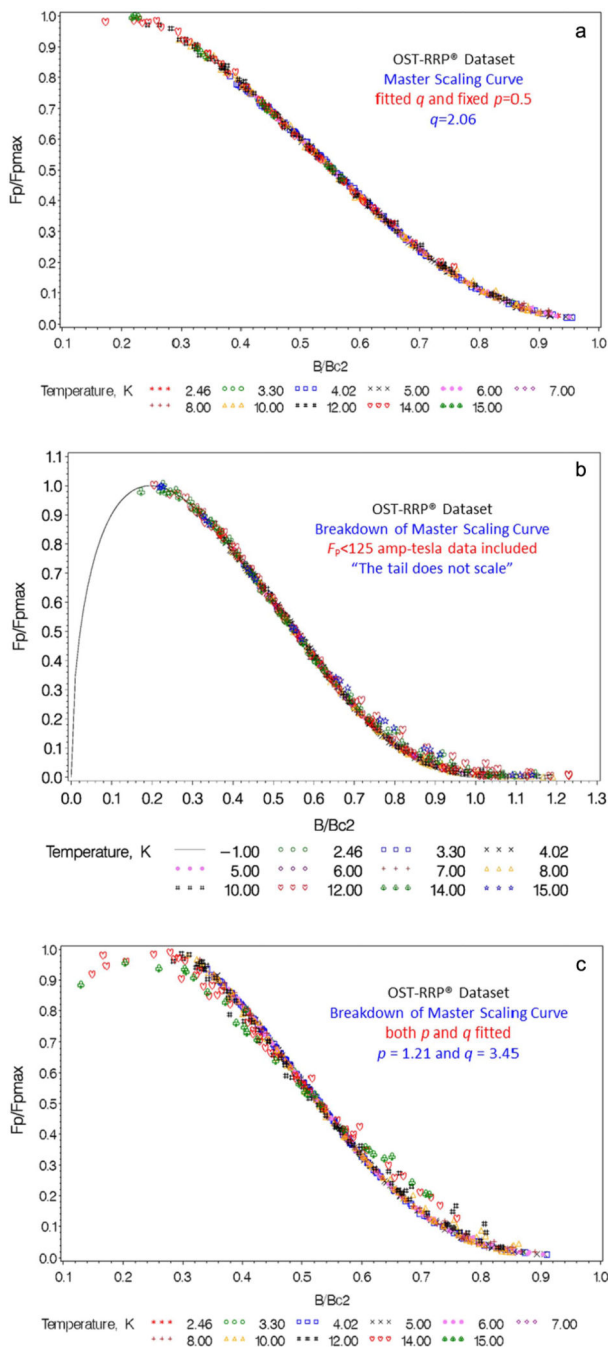 a
OST-RRP® Dataset
Master Scaling Curve
fitted q and fixed p=0.5
q=2.06
Fp/Fpmax
1.0
0.9
0.8
0.7
0.6
0.5
0.4
0.3
0.2
0.1
0.0
0.1 0.2 0.3 0.4 0.5 0.6 0.7 0.8 0.9 1.0
B/Bc2
Temperature, K 2.46 3.30 4.02 5.00 6.00 7.00
8.00 10.00 12.00 14.00 15.00
b
OST-RRP® Dataset
Breakdown of Master Scaling Curve
Fp<125 amp-tesla data included
“The tail does not scale”
Fp/Fpmax
1.1
1.0
0.9
0.8
0.7
0.6
0.5
0.4
0.3
0.2
0.1
0.0
0.0 0.1 0.2 0.3 0.4 0.5 0.6 0.7 0.8 0.9 1.0 1.1 1.2 1.3
B/Bc2
Temperature, K −1.00 2.46 3.30 4.02
5.00 6.00 7.00 8.00
10.00 12.00 14.00 15.00
c
OST-RRP® Dataset
Breakdown of Master Scaling Curve
both p and q fitted
p = 1.21 and q = 3.45
Fp/Fpmax
1.0
0.9
0.8
0.7
0.6
0.5
0.4
0.3
0.2
0.1
0.0
0.1 0.2 0.3 0.4 0.5 0.6 0.7 0.8 0.9 1.0
B/Bc2
Temperature, K 2.46 3.30 4.02 5.00 6.00 7.00
8.00 10.00 12.00 14.00 15.00